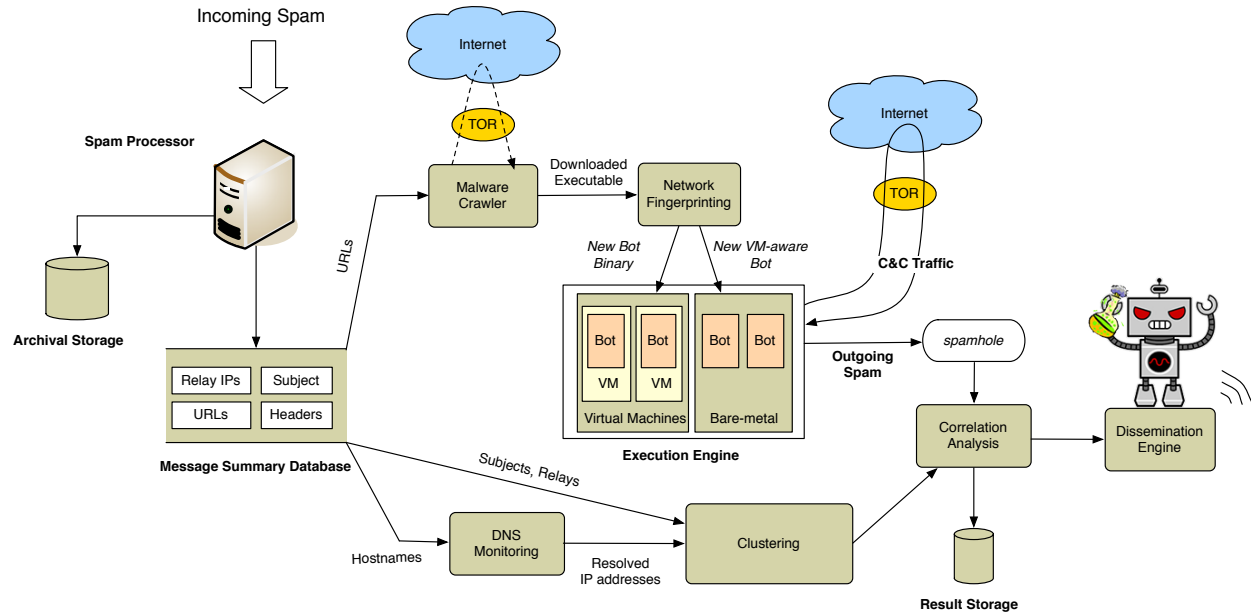 Incoming Spam
Internet
TOR
Internet
TOR
Spam Processor
Malware
Crawler
Downloaded
Executable
Network
Fingerprinting
URLs
New Bot
Binary
New VM-aware
Bot
C&C Traffic
Archival Storage
Bot
Bot
Bot
Bot
VM
VM
Virtual Machines
Bare-metal
Execution Engine
Outgoing
Spam
spamhole
Relay IPs
Subject
URLs
Headers
Message Summary Database
Correlation
Analysis
Dissemination
Engine
Subjects, Relays
Hostnames
DNS
Monitoring
Resolved
IP addresses
Clustering
Result Storage